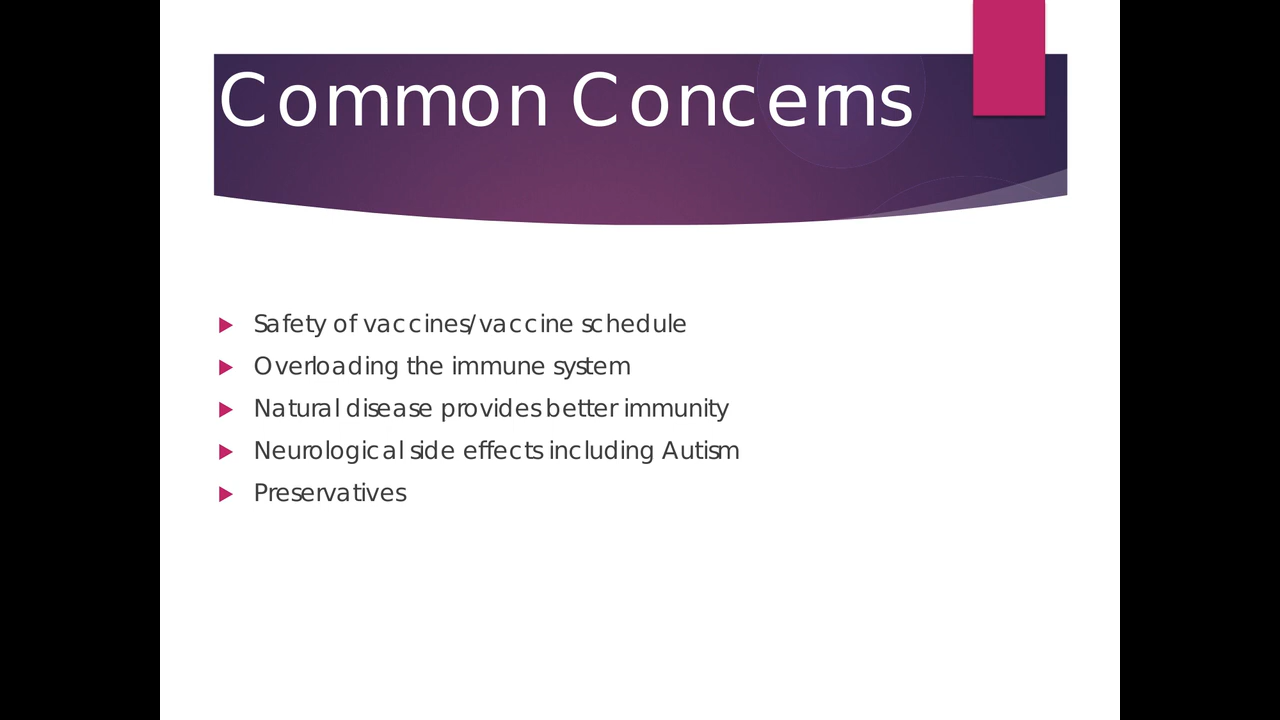 Common Concerns
Safety of vaccines/vaccine schedule
Overloading the immune system
Natural disease provides better immunity
Neurological side effects including Autism
Preservatives